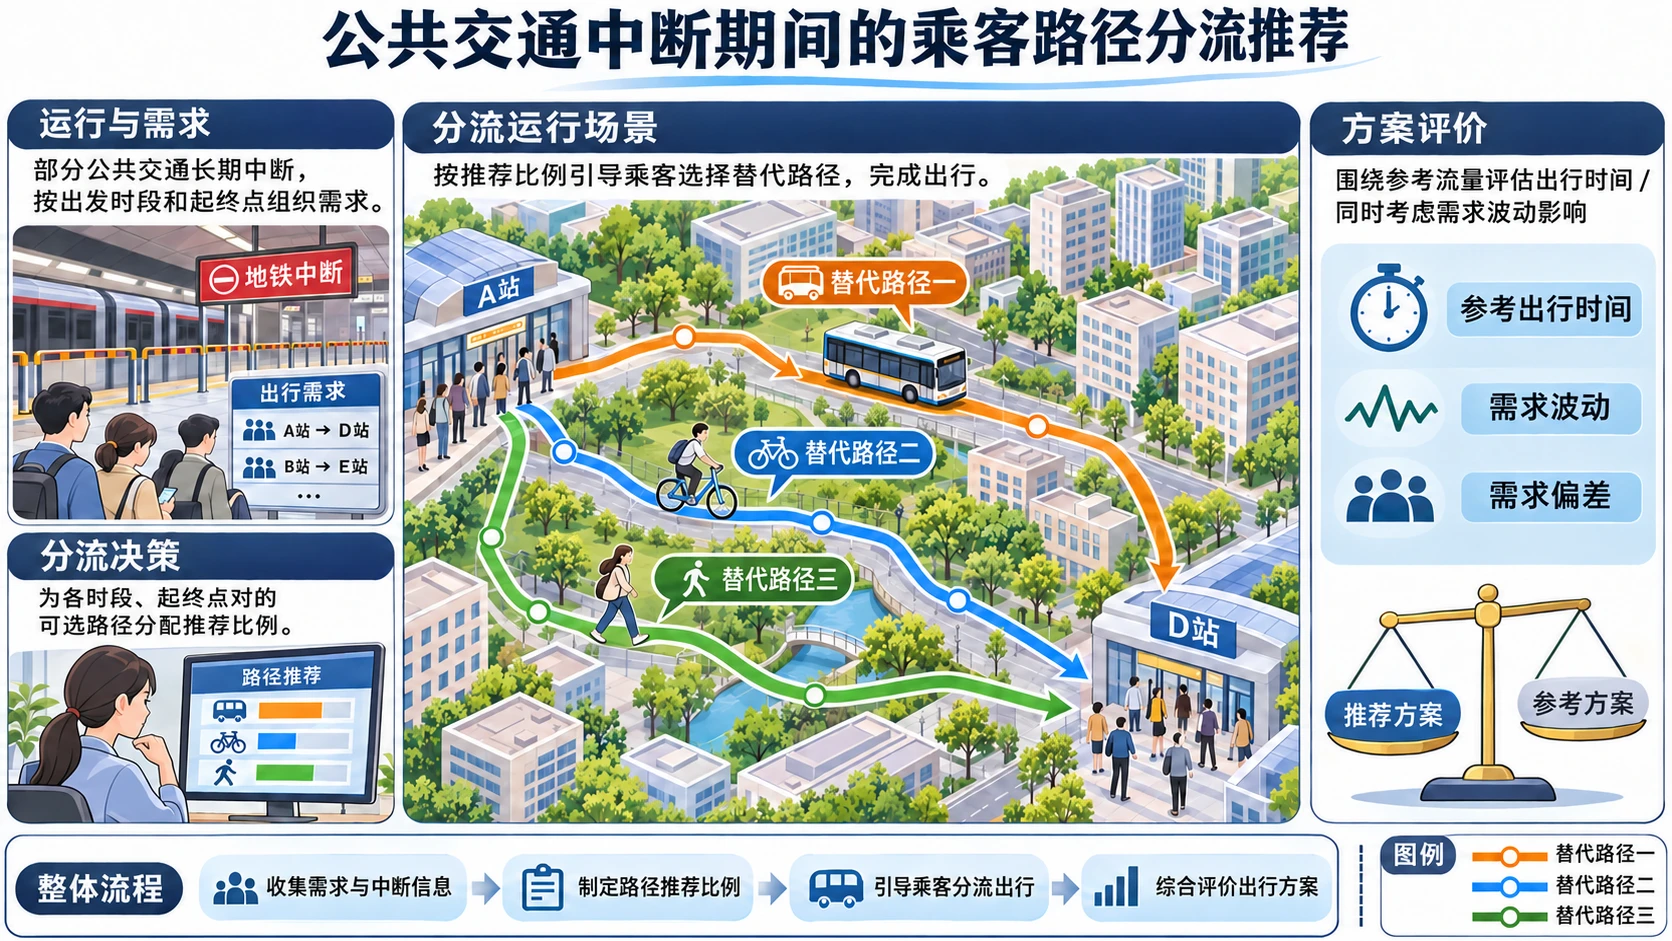 公共交通中断期间的乘客路径分流推荐
运行与需求
部分公共交通长期中断，
按出发时段和起终点组织需求。
地铁中断
出行需求
A站 → D站
B站 → E站
...
分流决策
为各时段、起终点对的
可选路径分配推荐比例。
路径推荐
分流运行场景
按推荐比例引导乘客选择替代路径，完成出行。
A站
替代路径一
替代路径二
替代路径三
D站
方案评价
围绕参考流量评估出行时间 /
同时考虑需求波动影响
参考出行时间
需求波动
需求偏差
推荐方案
参考方案
整体流程
收集需求与中断信息
制定路径推荐比例
引导乘客分流出行
综合评价出行方案
图例
替代路径一
替代路径二
替代路径三